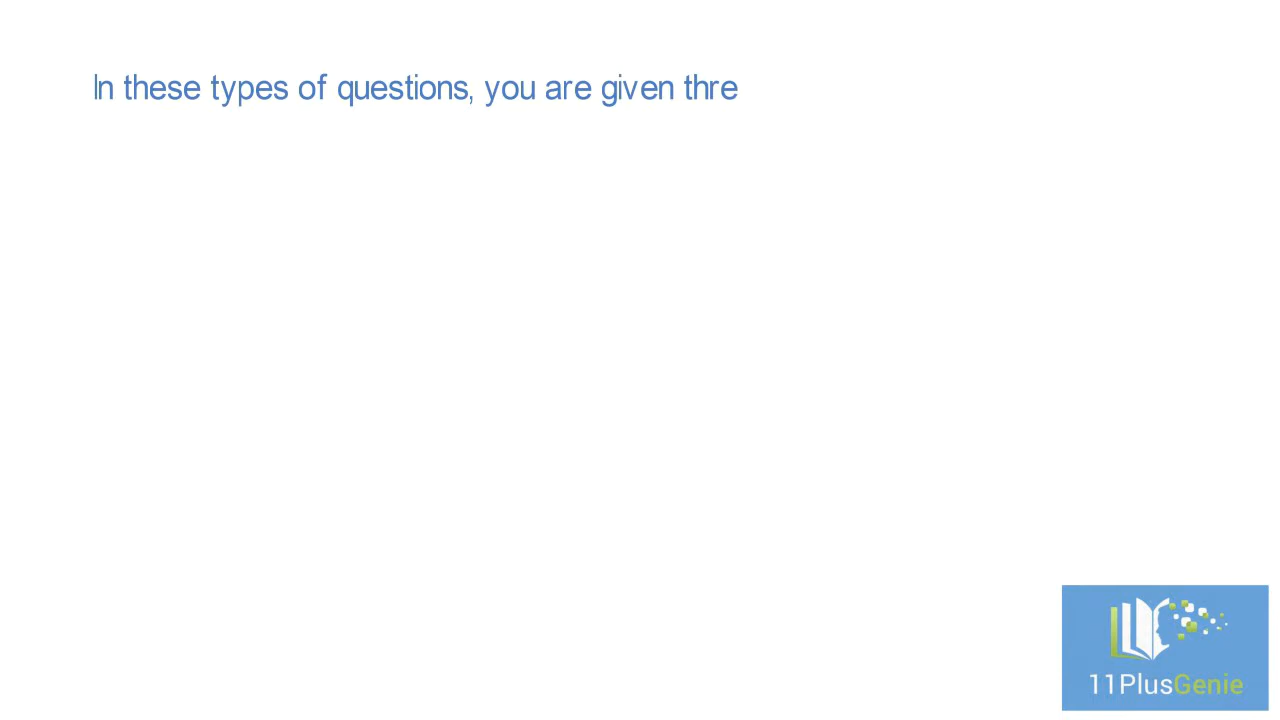 In these types of questions, you are given thre
11PlusGenie